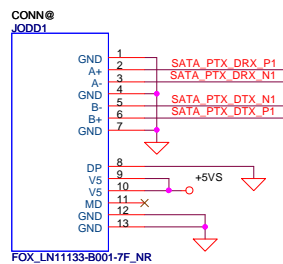 CONN@
JODD1
GND 1
A+ 2 SATA_PTX_DRX_P1
A- 3 SATA_PTX_DRX_N1
GND 4
B- 5 SATA_PTX_DTX_N1
B+ 6 SATA_PTX_DTX_P1
GND 7
DP 8
V5 9 +5VS
V5 10
MD 11
GND 12
GND 13
FOX_LN11133-B001-7F_NR